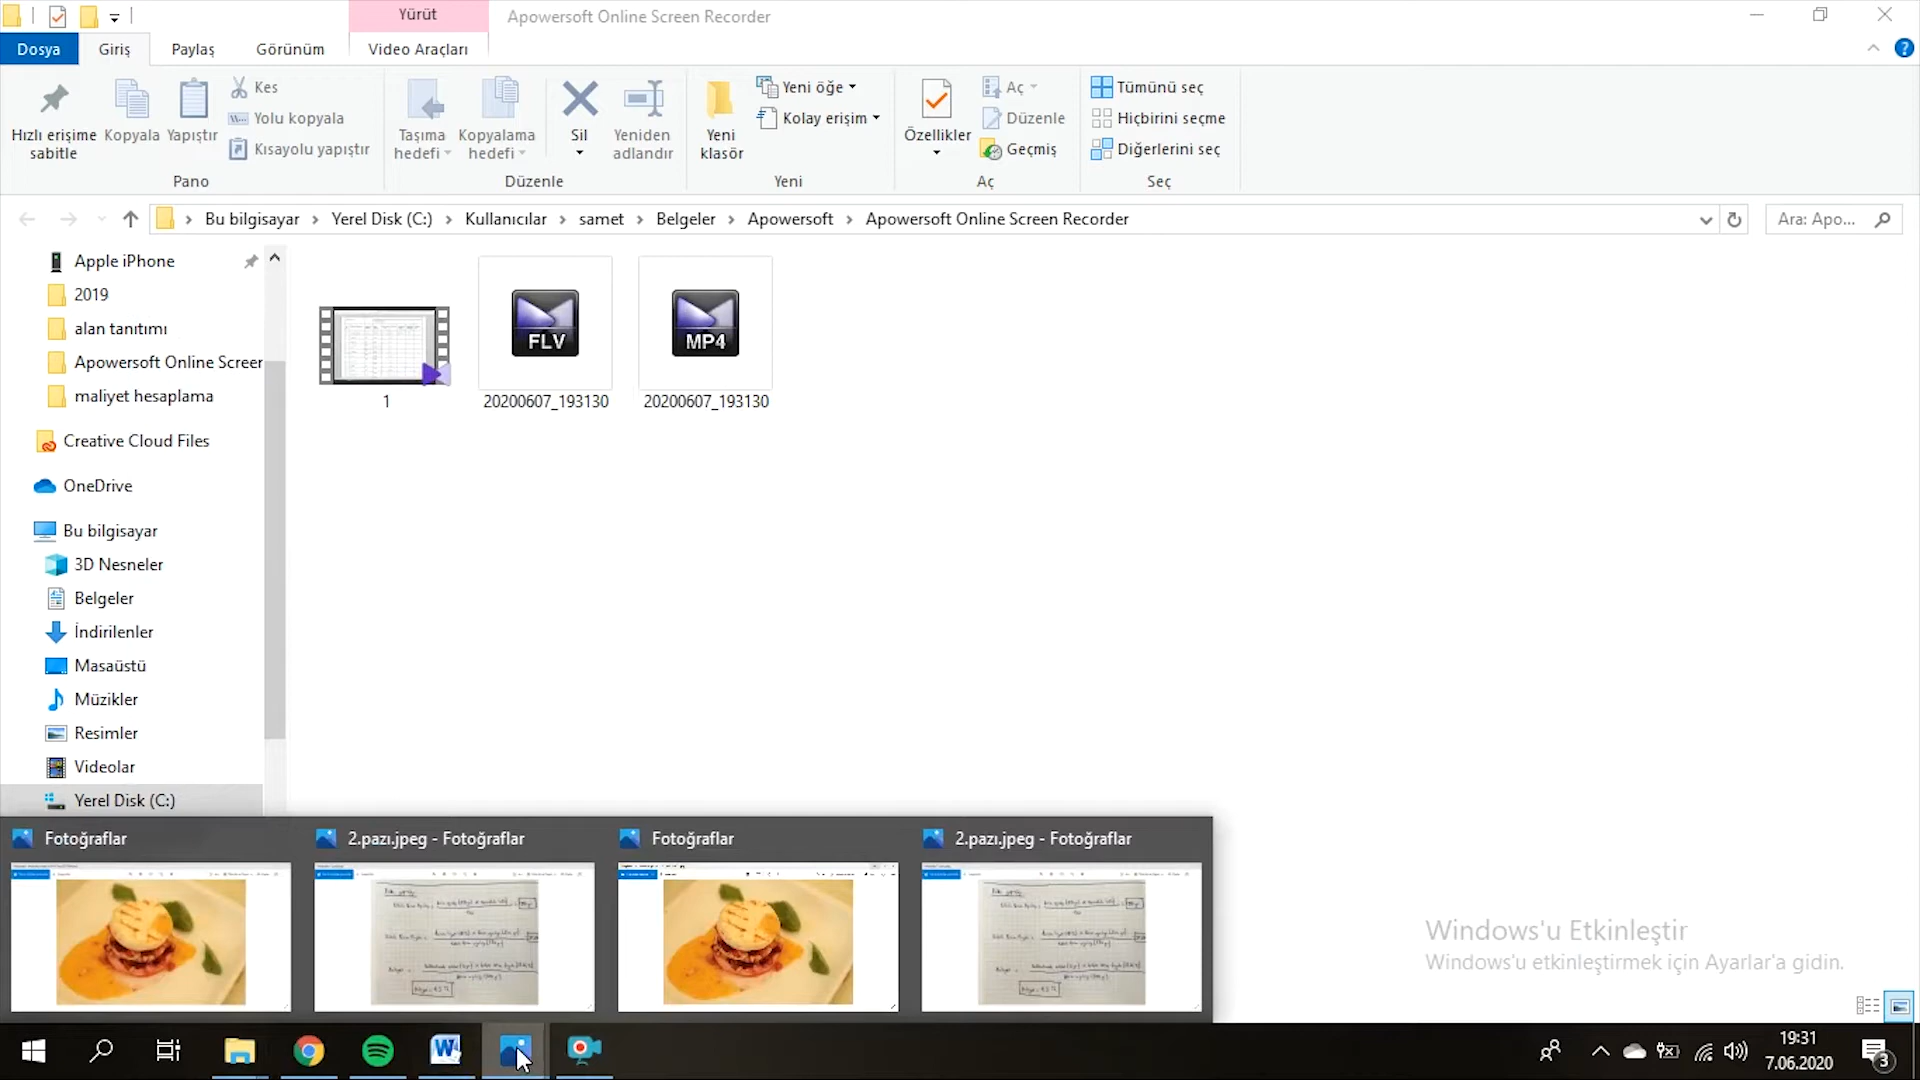 Yürüt
Apowersoft Online Screen Recorder
Dosya
Giriş
Paylaş
Görünüm
Video Araçları
Hızlı erişime
sabitle
Kopyala
Yapıştır
Kes
Yolu kopyala
Kısayolu yapıştır
Pano
Taşıma
hedefi
Kopyalama
hedefi
Sil
Yeniden
adlandır
Düzenle
Yeni
klasör
Yeni öğe
Kolay erişim
Yeni
Özellikler
Aç
Düzenle
Geçmiş
Aç
Tümünü seç
Hiçbirini seçme
Diğerlerini seç
Seç
Bu bilgisayar > Yerel Disk (C:) > Kullanıcılar > samet > Belgeler > Apowersoft > Apowersoft Online Screen Recorder
Ara: Apo...
Apple iPhone
2019
alan tanıtımı
Apowersoft Online Screer
maliyet hesaplama
Creative Cloud Files
OneDrive
Bu bilgisayar
3D Nesneler
Belgeler
İndirilenler
Masaüstü
Müzikler
Resimler
Videolar
Yerel Disk (C:)
1
FLV
20200607_193130
MP4
20200607_193130
Fotoğraflar
2.pazı.jpeg - Fotoğraflar
Fotoğraflar
2.pazı.jpeg - Fotoğraflar
Windows'u Etkinleştir
Windows'u etkinleştirmek için Ayarlar'a gidin.
19:31
7.06.2020
3